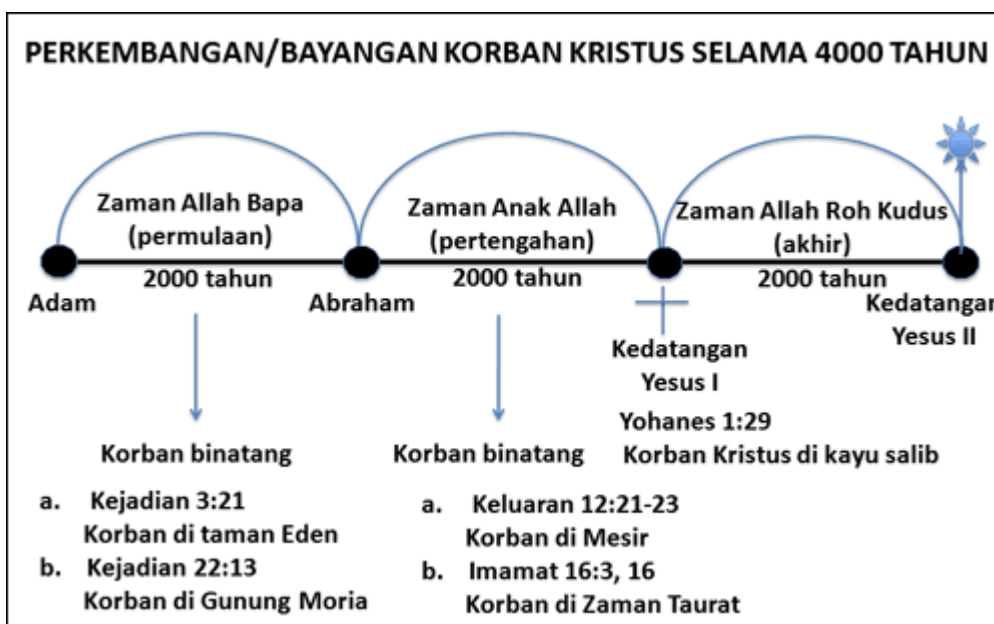 PERKEMBANGAN/BAYANGAN KORBAN KRISTUS SELAMA 4000 TAHUN
Zaman Allah Bapa
(permulaan)
2000 tahun
Zaman Anak Allah
(pertengahan)
2000 tahun
Zaman Allah Roh Kudus
(akhir)
2000 tahun
Adam
Abraham
Kedatangan
Yesus I
Kedatangan
Yesus II
Korban binatang
a. Kejadian 3:21
Korban di taman Eden
b. Kejadian 22:13
Korban di Gunung Moria
Korban binatang
a. Keluaran 12:21-23
Korban di Mesir
b. Imamat 16:3, 16
Korban di Zaman Taurat
Yohanes 1:29
Korban Kristus di kayu salib